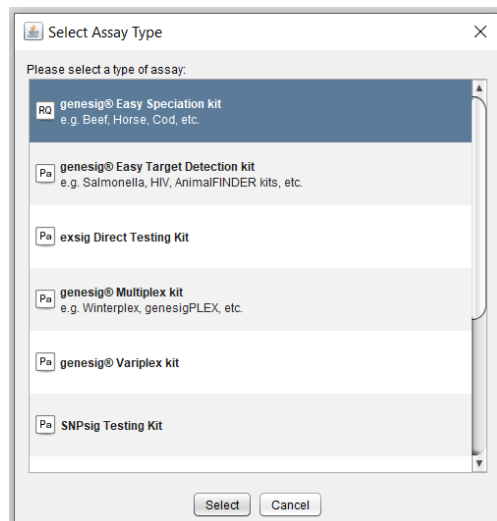 Select Assay Type
Please select a type of assay:
RQ genesig® Easy Speciation kit
e.g. Beef, Horse, Cod, etc.
Pa genesig® Easy Target Detection kit
e.g. Salmonella, HIV, AnimalFINDER kits, etc.
Pa exsig Direct Testing Kit
Pa genesig® Multiplex kit
e.g. Winterplex, genesigPLEX, etc.
Pa genesig® Variplex kit
Pa SNPsig Testing Kit
Select Cancel